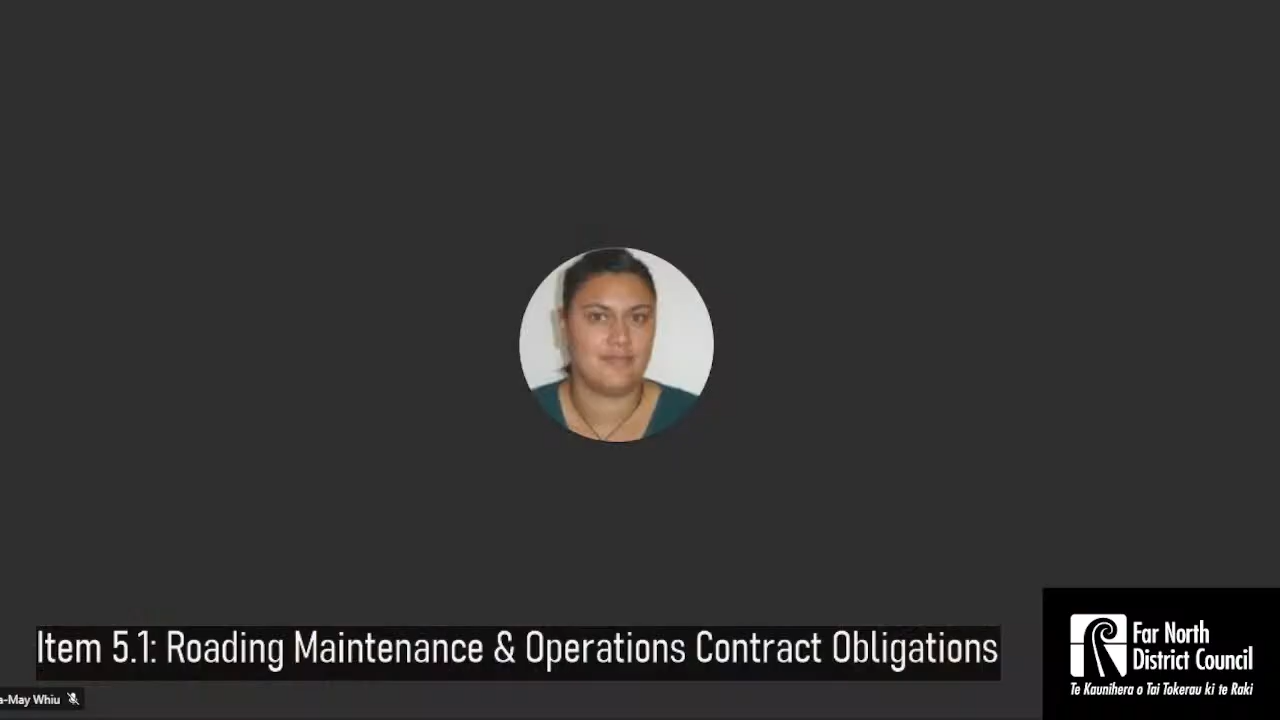 Item 5.1: Roading Maintenance & Operations Contract Obligations
Far North
District Council
Te Kaunihera o Tai Tokerau ki te Raki
a-May Whiu